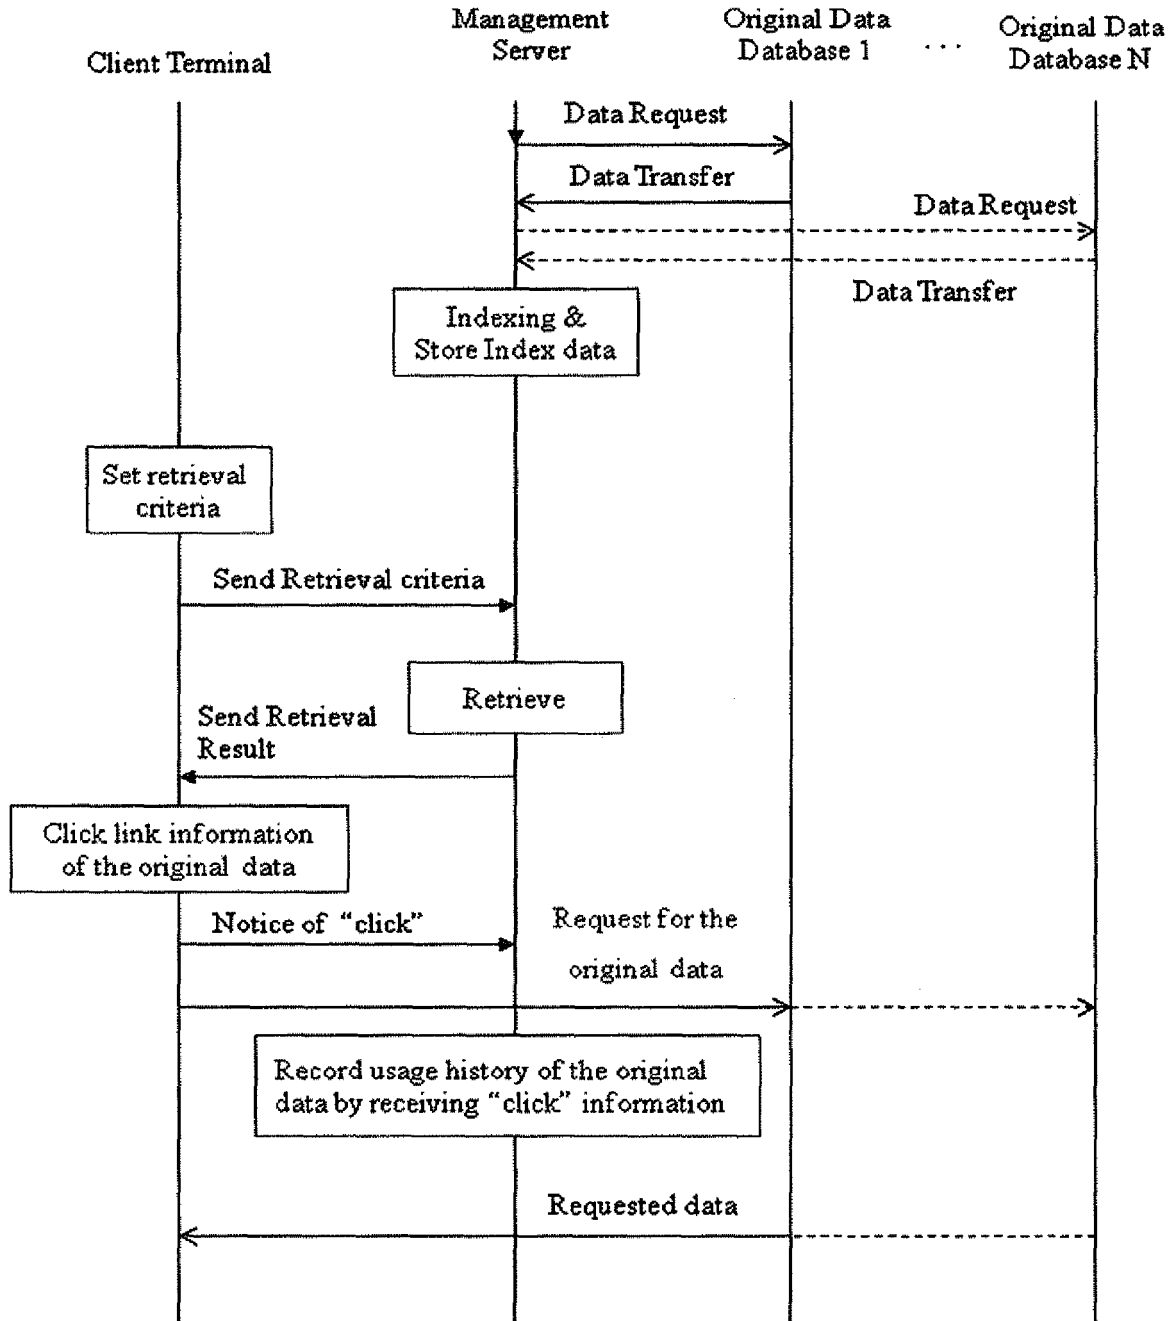 Management
Server
Original Data
Database 1
...
Original Data
Database N
Client Terminal
Data Request
Data Transfer
Data Request
Data Transfer
Indexing &
Store Index data
Set retrieval
criteria
Send Retrieval criteria
Retrieve
Send Retrieval
Result
Click link information
of the original data
Notice of “click”
Request for the
original data
Record usage history of the original
data by receiving “click” information
Requested data